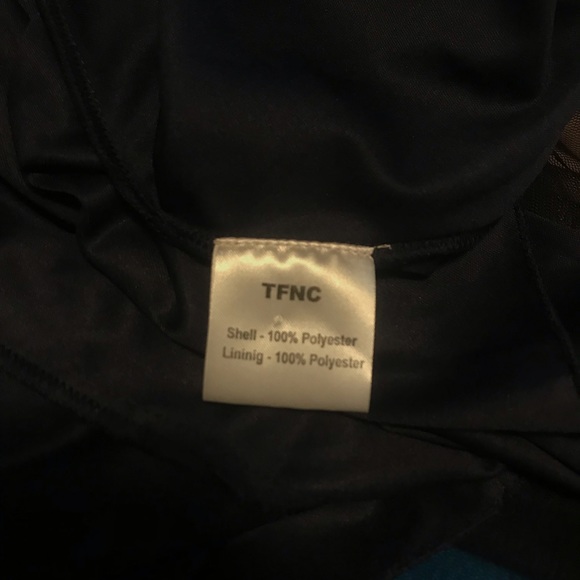 TFNC
Shell - 100% Polyester
Lininig - 100% Polyester